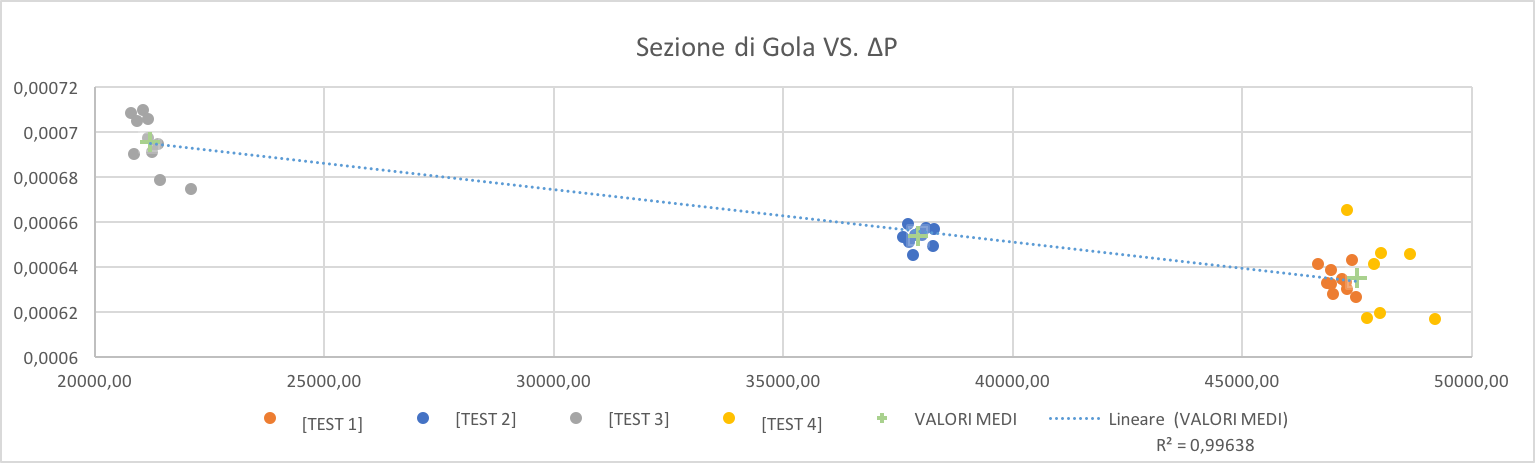 Sezione di Gola VS. ΔP
0,00072
0,0007
0,00068
0,00066
0,00064
0,00062
0,0006
20000,00 25000,00 30000,00 35000,00 40000,00 45000,00 50000,00
[TEST 1] [TEST 2] [TEST 3] [TEST 4] VALORI MEDI Lineare (VALORI MEDI)
R² = 0,99638